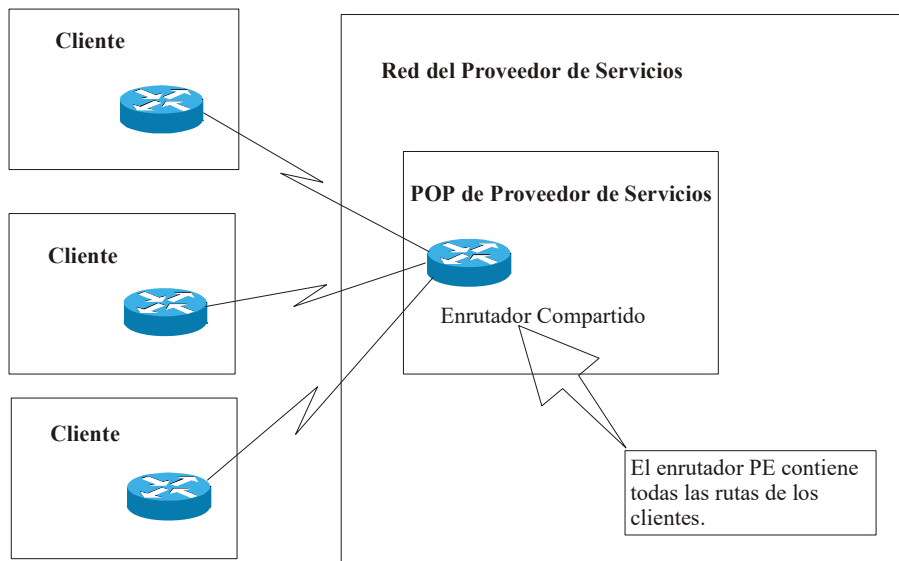 Cliente
Red del Proveedor de Servicios
POP de Proveedor de Servicios
Cliente
Enrutador Compartido
Cliente
El enrutador PE contiene
todas las rutas de los
clientes.